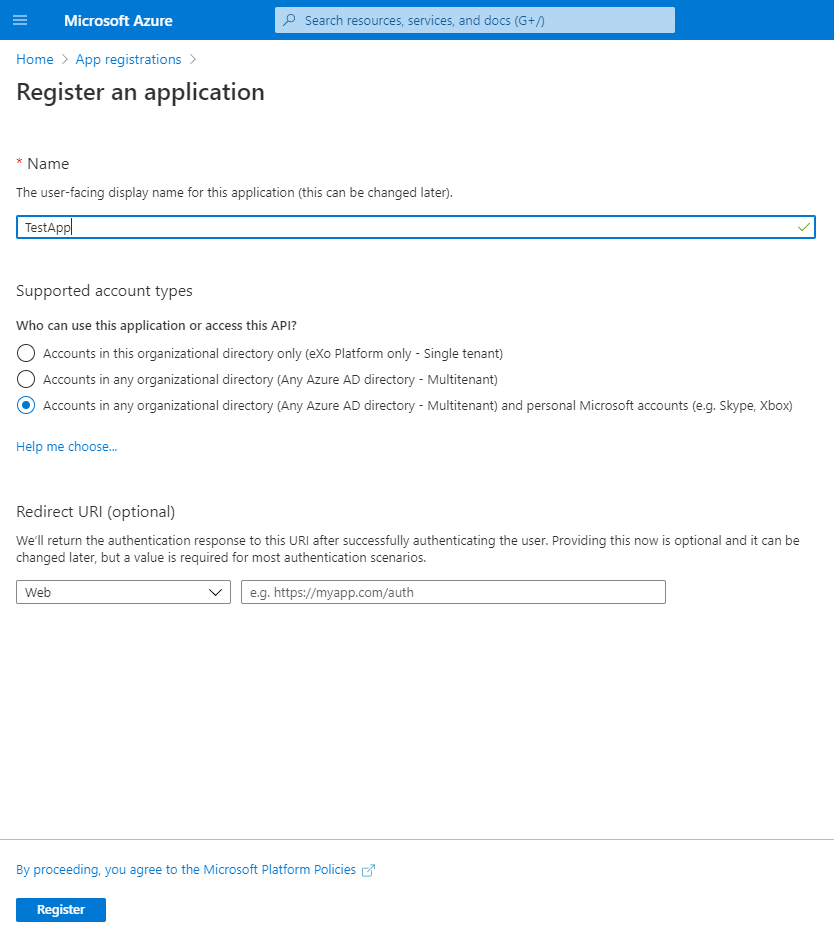 Microsoft Azure
Search resources, services, and docs (G+/)
Home > App registrations >
Register an application
* Name
The user-facing display name for this application (this can be changed later).
TestApp
Supported account types
Who can use this application or access this API?
Accounts in this organizational directory only (eXo Platform only - Single tenant)
Accounts in any organizational directory (Any Azure AD directory - Multitenant)
Accounts in any organizational directory (Any Azure AD directory - Multitenant) and personal Microsoft accounts (e.g. Skype, Xbox)
Help me choose...
Redirect URI (optional)
We'll return the authentication response to this URI after successfully authenticating the user. Providing this now is optional and it can be
changed later, but a value is required for most authentication scenarios.
Web
e.g. https://myapp.com/auth
By proceeding, you agree to the Microsoft Platform Policies
Register